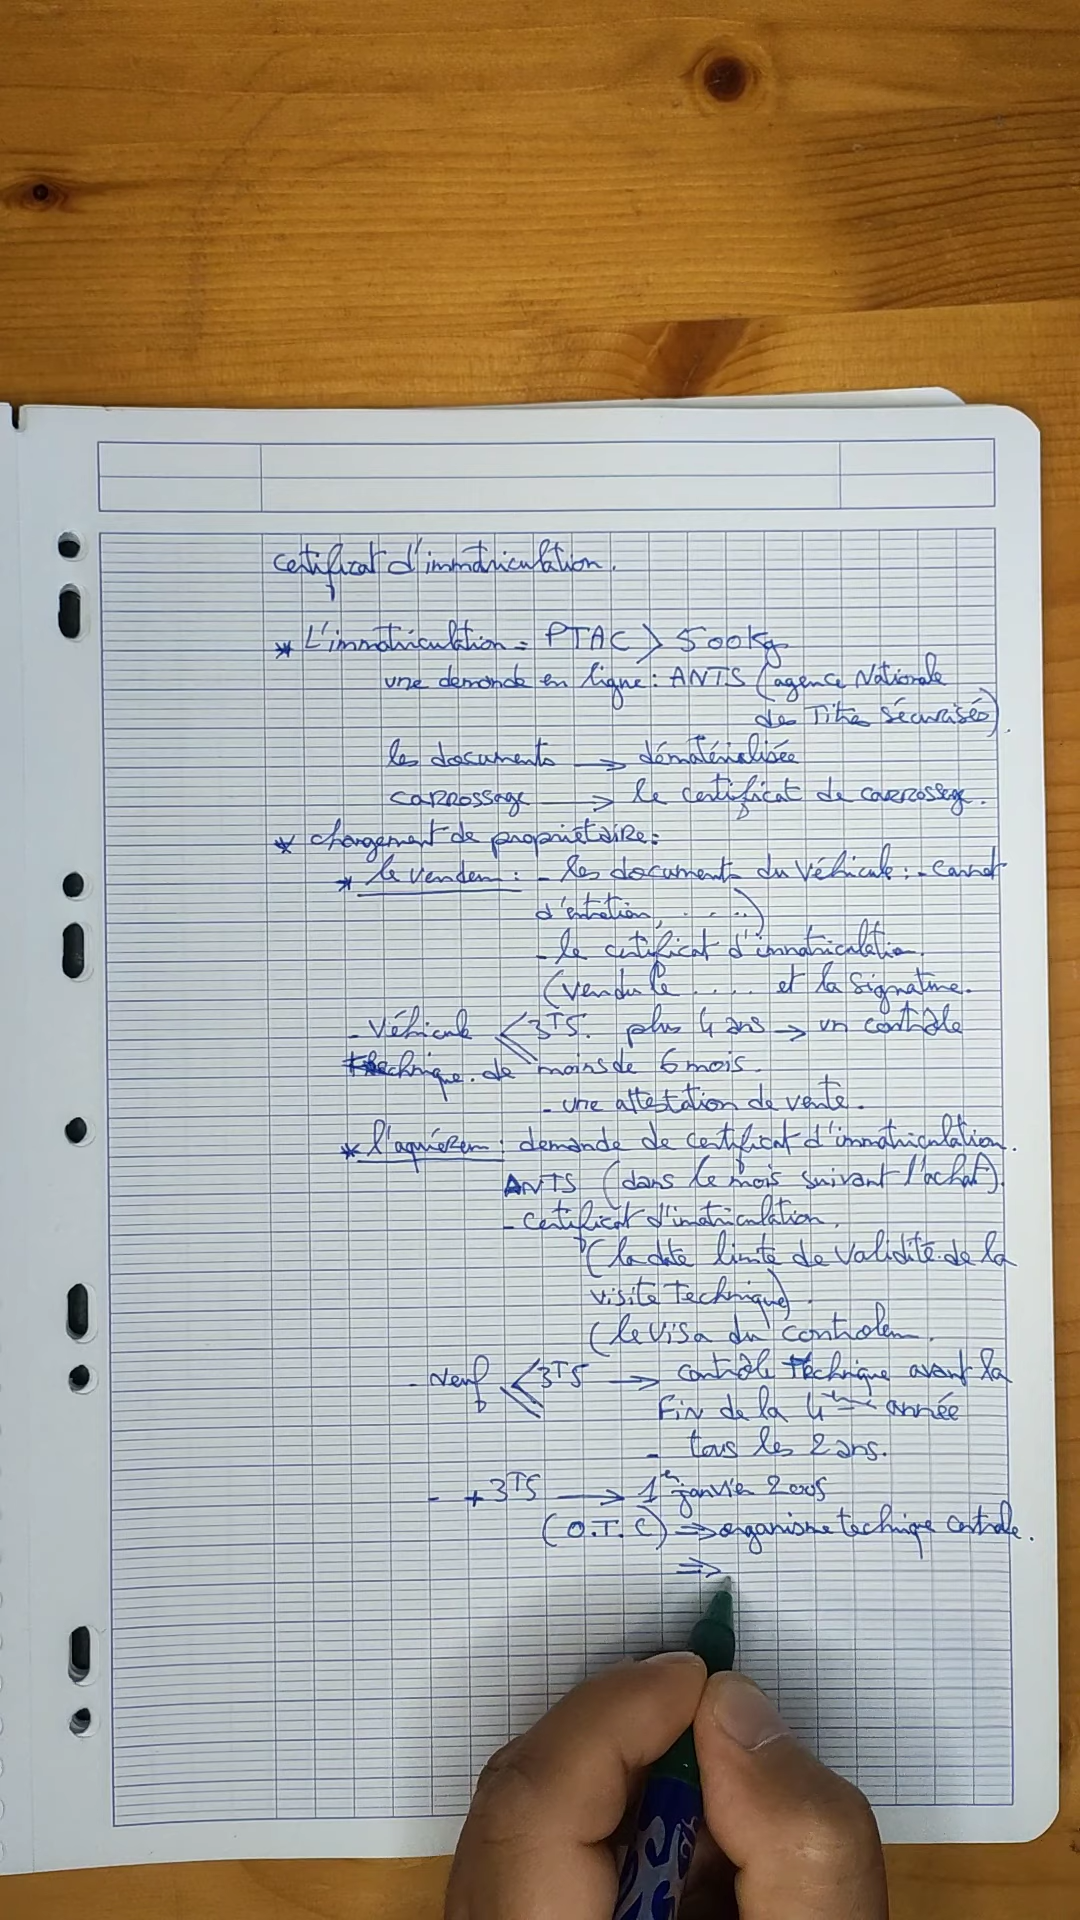 certificat d'immatriculation.
* L'immatriculation = PTAC > 500kg
une demande en ligne : ANTS (agence Nationale
des Titres sécurisés).
les documents → dématérialisée
carrossage → le certificat de carrossage.
* changement de propriétaire :
* le vendeur : - les documents du véhicule : - carnet
d'entretion, .....)
- le certificat d'immatriculation.
(vendu le .... et la signature.
- véhicule ⩽ 3TS. plus 4 ans → un contrôle
technique. de moins de 6 mois.
- une attestation de vente.
* l'aquéreur : demande de certificat d'immatriculation.
ANTS (dans le mois suivant l'achat)
- certificat d'imatriculation.
(la date limite de validité de la
visite technique).
(le visa du controleur.
- Neuf ⩽ 3TS → contrôle technique avant la
Fin de la 4ème année
- tous les 2 ans.
- + 3TS → 1er janvier 2005
(O.T.C) ⇒ organisme technique centrale.
⇒